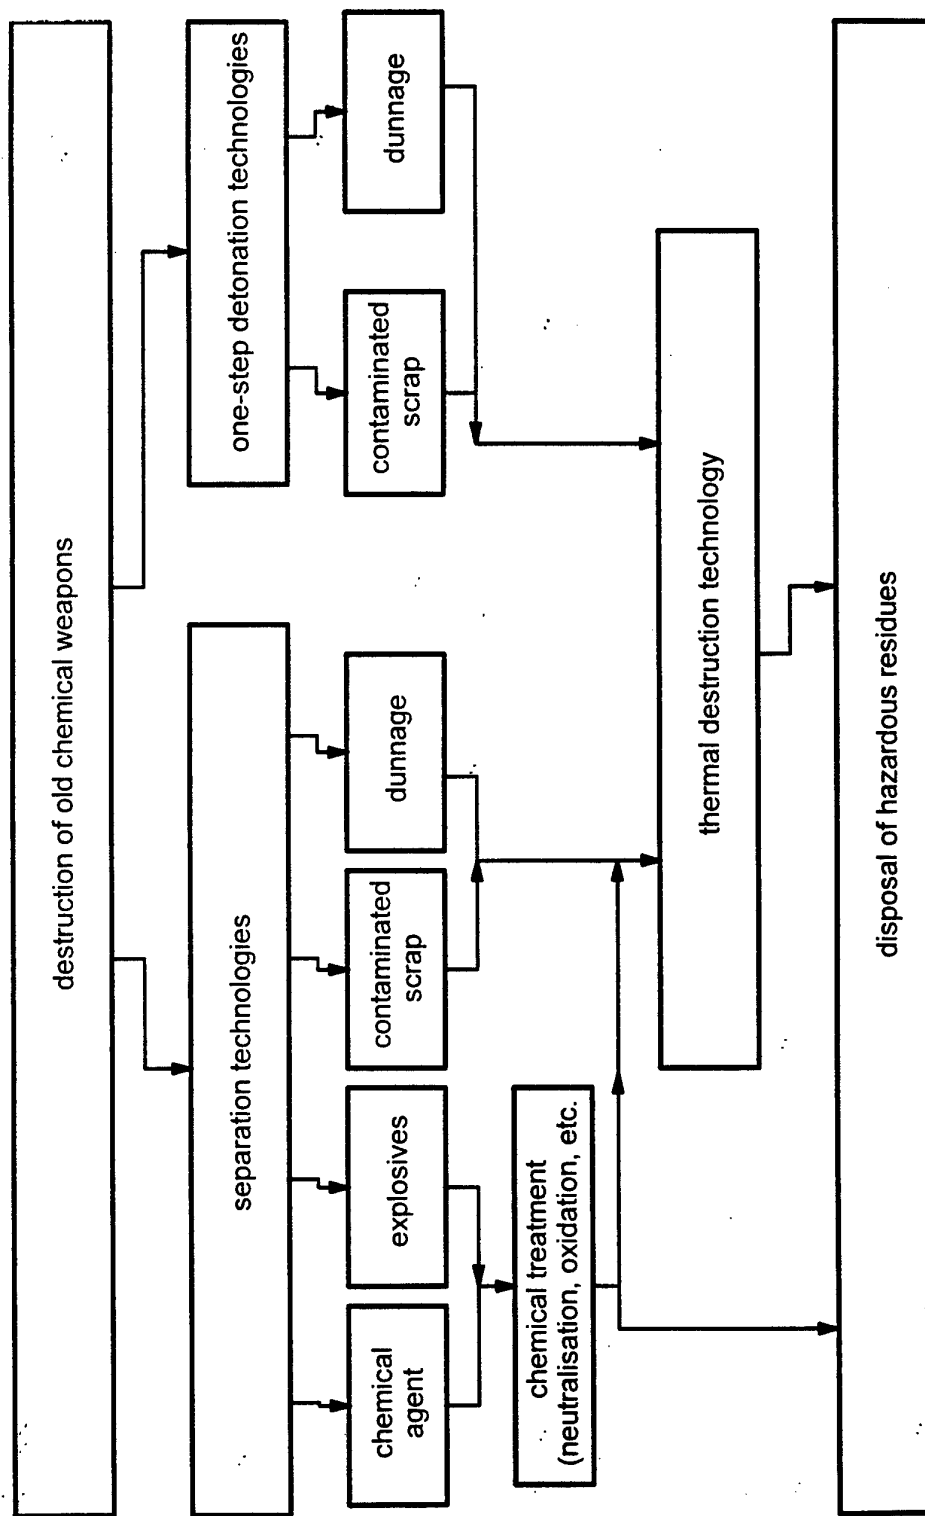 destruction of old chemical weapons
separation technologies
one-step detonation technologies
chemical
agent
explosives
contaminated
scrap
dunnage
contaminated
scrap
dunnage
chemical treatment
(neutralisation, oxidation, etc.
thermal destruction technology
disposal of hazardous residues